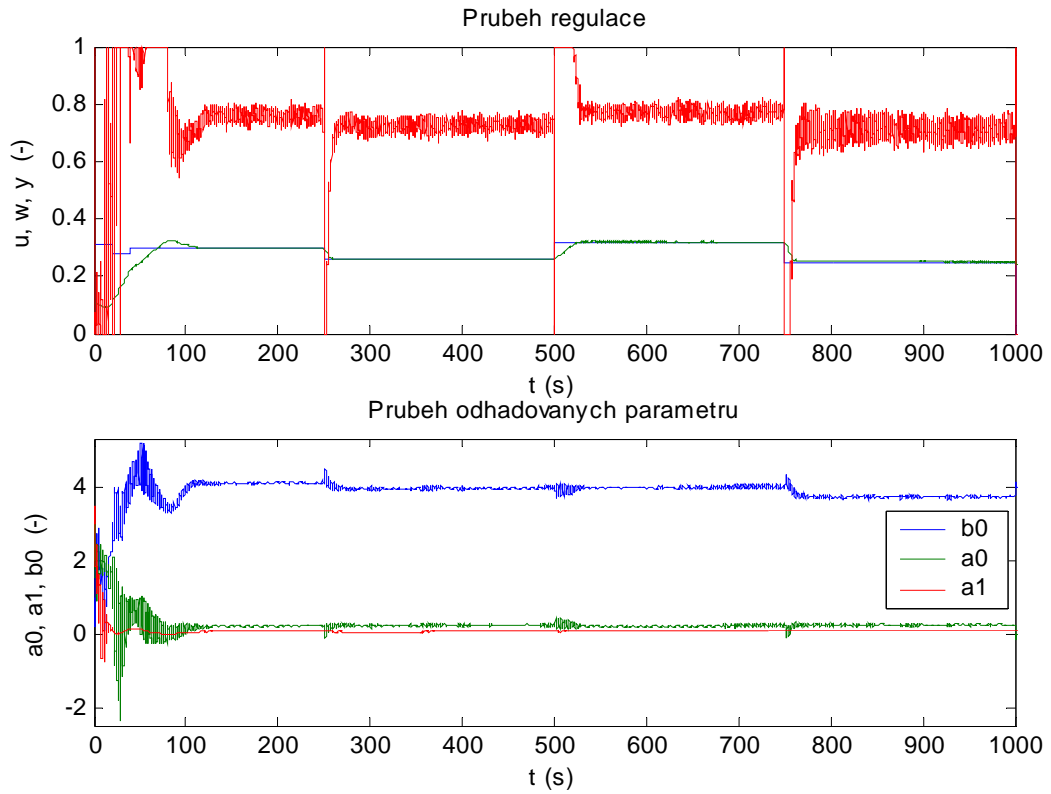 Prubeh regulace
u, w, y (-)
1
0.8
0.6
0.4
0.2
0
0 100 200 300 400 500 600 700 800 900 1000
t (s)
Prubeh odhadovanych parametru
a0, a1, b0 (-)
4
2
0
-2
b0
a0
a1
0 100 200 300 400 500 600 700 800 900 1000
t (s)